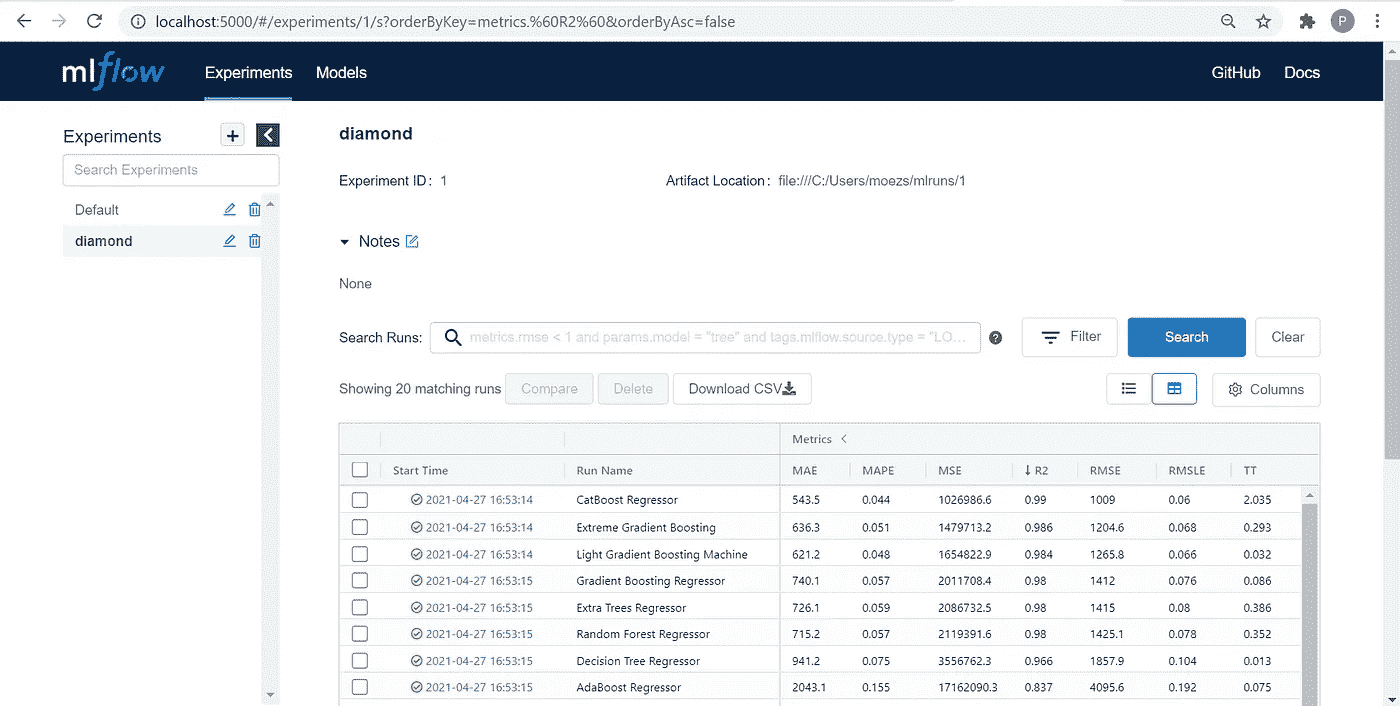 localhost:5000/#/experiments/1/s?orderByKey=metrics.%60R2%60&orderByAsc=false
P
mlflow Experiments Models GitHub Docs
Experiments
Search Experiments
Default
diamond
diamond
Experiment ID: 1 Artifact Location: file:///C:/Users/moezs/mlruns/1
Notes
None
Search Runs: metrics.rmse < 1 and params.model = "tree" and tags.mlflow.source.type = "LO... ? Filter Search Clear
Showing 20 matching runs Compare Delete Download CSV Columns
Metrics <
Start Time Run Name MAE MAPE MSE ↓ R2 RMSE RMSLE TT
2021-04-27 16:53:14 CatBoost Regressor 543.5 0.044 1026986.6 0.99 1009 0.06 2.035
2021-04-27 16:53:14 Extreme Gradient Boosting 636.3 0.051 1479713.2 0.986 1204.6 0.068 0.293
2021-04-27 16:53:14 Light Gradient Boosting Machine 621.2 0.048 1654822.9 0.984 1265.8 0.066 0.032
2021-04-27 16:53:15 Gradient Boosting Regressor 740.1 0.057 2011708.4 0.98 1412 0.076 0.086
2021-04-27 16:53:15 Extra Trees Regressor 726.1 0.059 2086732.5 0.98 1415 0.08 0.386
2021-04-27 16:53:15 Random Forest Regressor 715.2 0.057 2119391.6 0.98 1425.1 0.078 0.352
2021-04-27 16:53:15 Decision Tree Regressor 941.2 0.075 3556762.3 0.966 1857.9 0.104 0.013
2021-04-27 16:53:15 AdaBoost Regressor 2043.1 0.155 17162090.3 0.837 4095.6 0.192 0.075